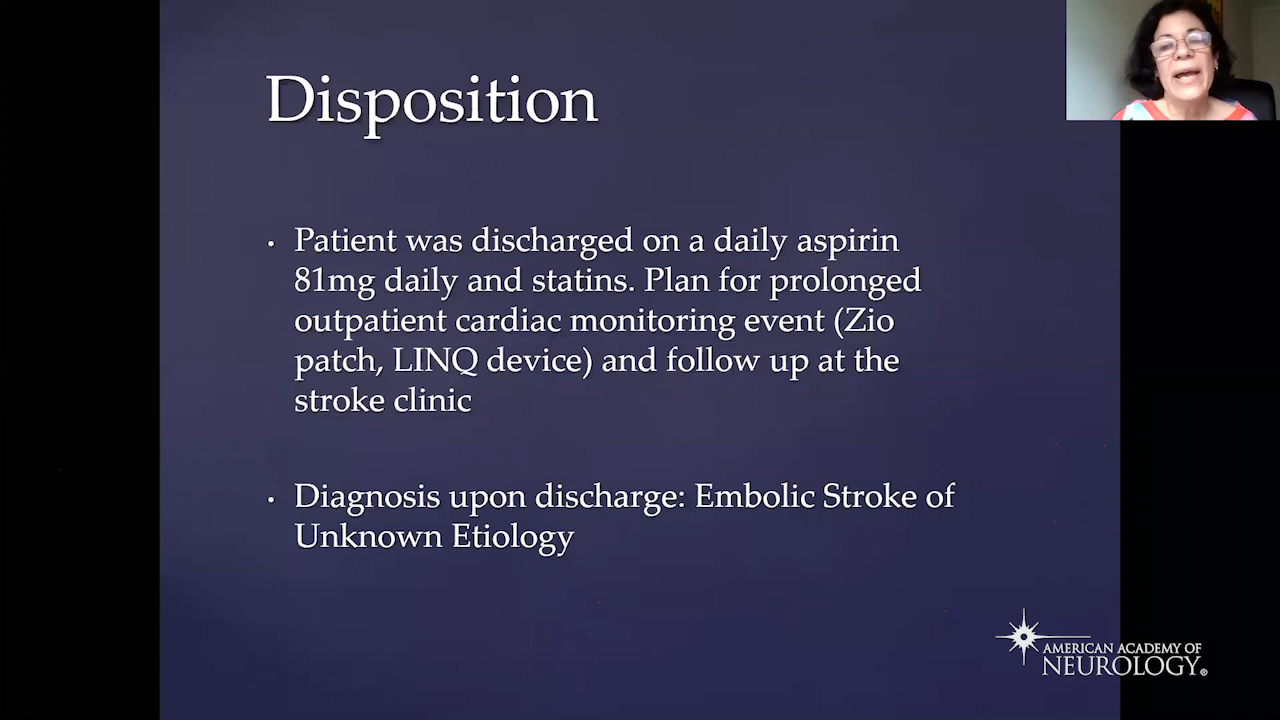 Disposition
• Patient was discharged on a daily aspirin
81mg daily and statins. Plan for prolonged
outpatient cardiac monitoring event (Zio
patch, LINQ device) and follow up at the
stroke clinic
• Diagnosis upon discharge: Embolic Stroke of
Unknown Etiology
AMERICAN ACADEMY OF
NEUROLOGY®